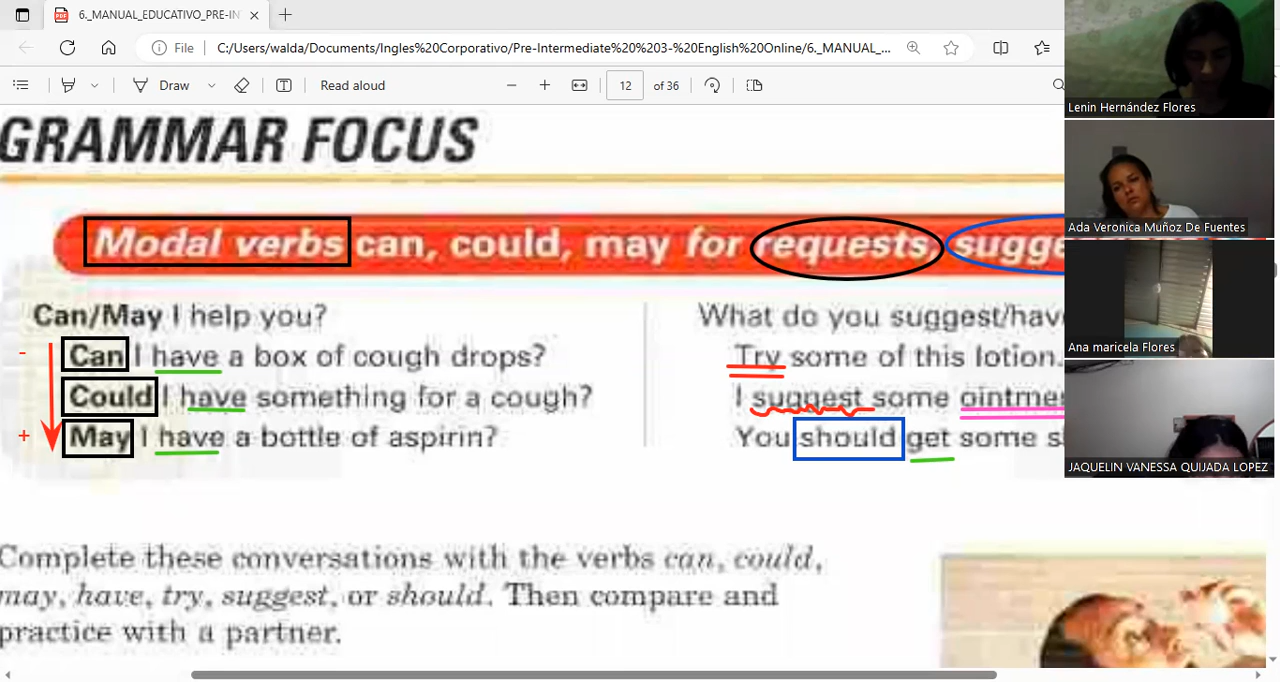 6._MANUAL_EDUCATIVO_PRE-IN
File
C:/Users/walda/Documents/Ingles%20Corporativo/Pre-Intermediate%20%203-%20English%20Online/6._MANUAL_...
Draw
Read aloud
12
of 36
GRAMMAR FOCUS
Modal verbs can, could, may for requests, sugge
Can/May I help you?
- Can I have a box of cough drops?
Could I have something for a cough?
+ May I have a bottle of aspirin?
What do you suggest/hav
Try some of this lotion.
I suggest some ointme
You should get some s
Complete these conversations with the verbs can, could,
may, have, try, suggest, or should. Then compare and
practice with a partner.
Lenin Hernández Flores
Ada Veronica Muñoz De Fuentes
Ana maricela Flores
JAQUELIN VANESSA QUIJADA LOPEZ